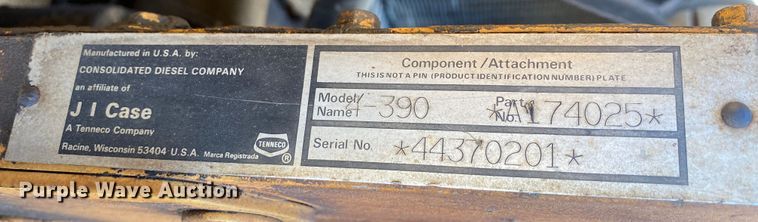 Manufactured in U.S.A. by:
CONSOLIDATED DIESEL COMPANY
an affiliate of
J I Case
A Tenneco Company
Racine, Wisconsin 53404 U.S.A. Marca Registrada
TENNECO
®
Component/Attachment
THIS IS NOT A PIN (PRODUCT IDENTIFICATION NUMBER) PLATE
Model/
Name 4-390
Part
No. *A174025*
Serial No. *44370201*
Purple Wave Auction